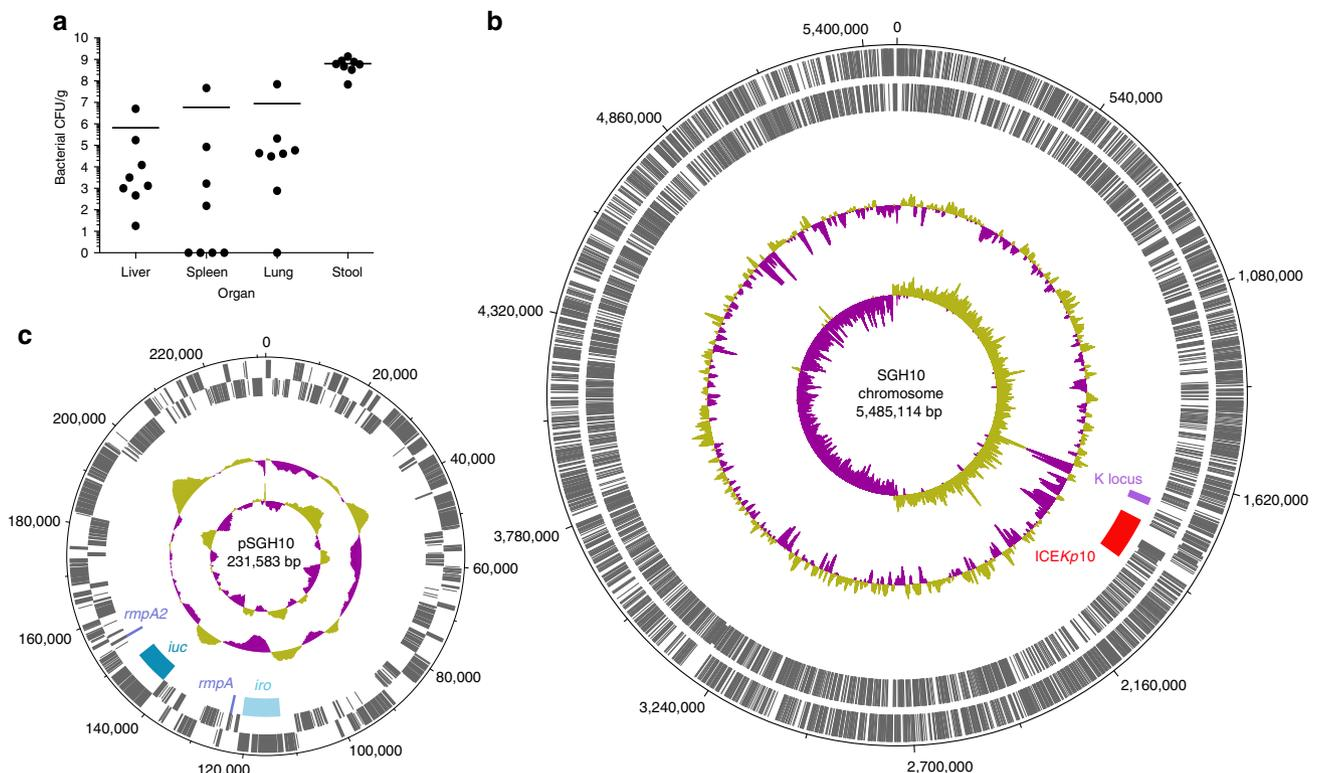 a
Bacterial CFU/g
10
9
8
7
6
5
4
3
2
1
0
Liver
Spleen
Lung
Stool
Organ
b
0
540,000
1,080,000
1,620,000
2,160,000
2,700,000
3,240,000
3,780,000
4,320,000
4,860,000
5,400,000
SGH10
chromosome
5,485,114 bp
K locus
ICEKp10
c
0
20,000
40,000
60,000
80,000
100,000
120,000
140,000
160,000
180,000
200,000
220,000
pSGH10
231,583 bp
rmpA2
iuc
rmpA
iro